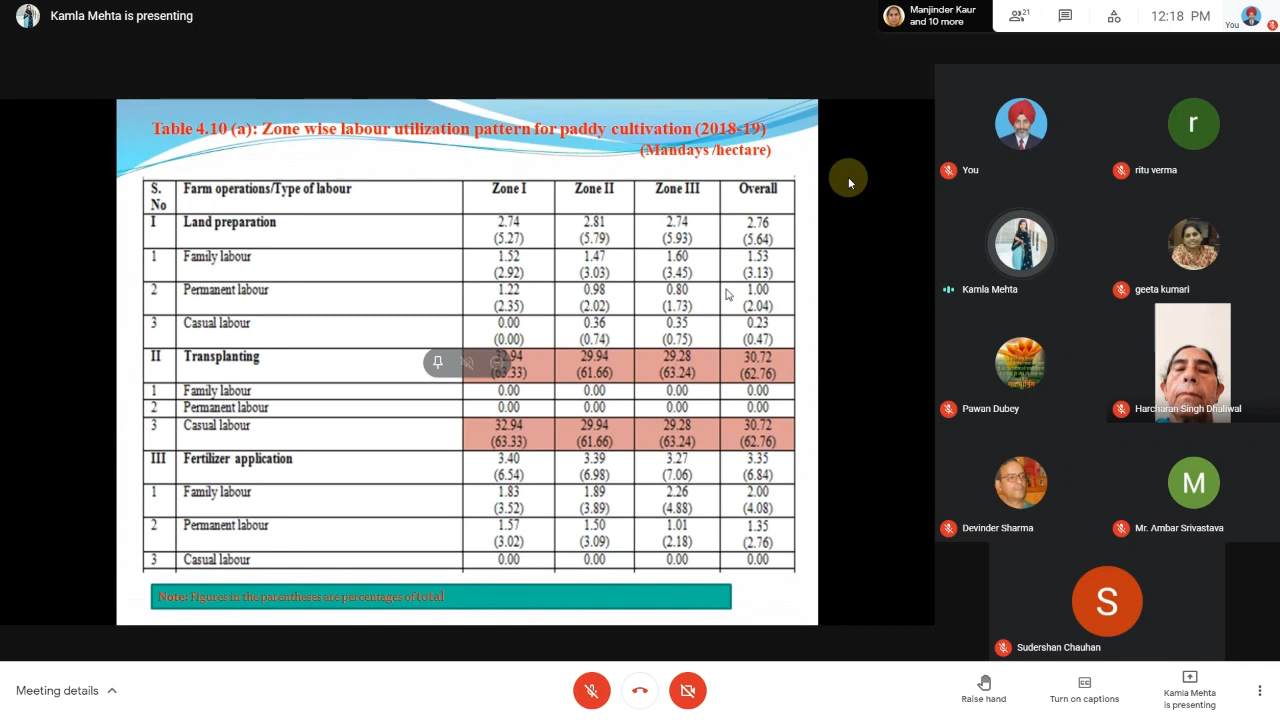 Kamla Mehta is presenting
Manjinder Kaur
and 10 more
21
12:18 PM
You
Table 4.10 (a): Zone wise labour utilization pattern for paddy cultivation (2018-19)
(Mandays /hectare)
S. No Farm operations/Type of labour Zone I Zone II Zone III Overall
I Land preparation 2.74 2.81 2.74 2.76
(5.27) (5.79) (5.93) (5.64)
1 Family labour 1.52 1.47 1.60 1.53
(2.92) (3.03) (3.45) (3.13)
2 Permanent labour 1.22 0.98 0.80 1.00
(2.35) (2.02) (1.73) (2.04)
3 Casual labour 0.00 0.36 0.35 0.23
(0.00) (0.74) (0.75) (0.47)
II Transplanting 32.94 29.94 29.28 30.72
(63.33) (61.66) (63.24) (62.76)
1 Family labour 0.00 0.00 0.00 0.00
2 Permanent labour 0.00 0.00 0.00 0.00
3 Casual labour 32.94 29.94 29.28 30.72
(63.33) (61.66) (63.24) (62.76)
III Fertilizer application 3.40 3.39 3.27 3.35
(6.54) (6.98) (7.06) (6.84)
1 Family labour 1.83 1.89 2.26 2.00
(3.52) (3.89) (4.88) (4.08)
2 Permanent labour 1.57 1.50 1.01 1.35
(3.02) (3.09) (2.18) (2.76)
3 Casual labour 0.00 0.00 0.00 0.00
Note: Figures in the parentheses are percentages of total
You
r
ritu verma
Kamla Mehta
geeta kumari
Pawan Dubey
Harcharan Singh Dhaliwal
Devinder Sharma
M
Mr. Ambar Srivastava
S
Sudershan Chauhan
Meeting details
Raise hand
Turn on captions
Kamla Mehta
is presenting